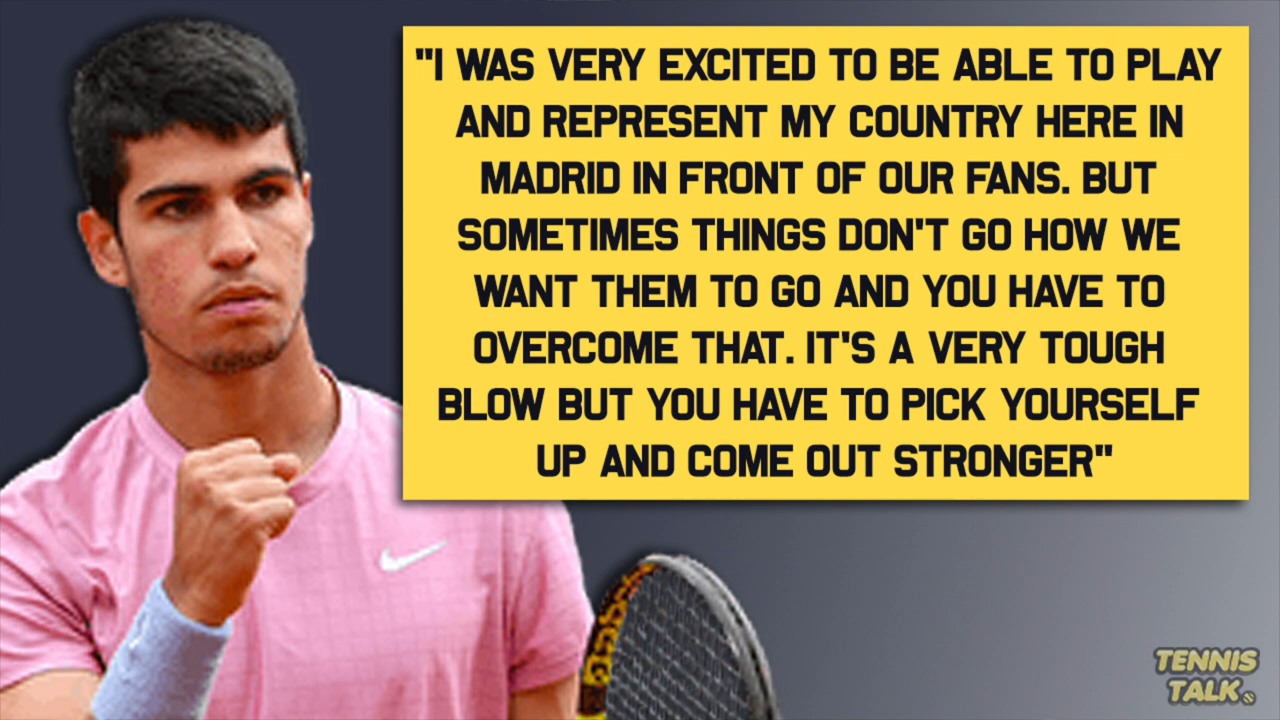 "I WAS VERY EXCITED TO BE ABLE TO PLAY
AND REPRESENT MY COUNTRY HERE IN
MADRID IN FRONT OF OUR FANS. BUT
SOMETIMES THINGS DON'T GO HOW WE
WANT THEM TO GO AND YOU HAVE TO
OVERCOME THAT. IT'S A VERY TOUGH
BLOW BUT YOU HAVE TO PICK YOURSELF
UP AND COME OUT STRONGER"
TENNIS
TALK